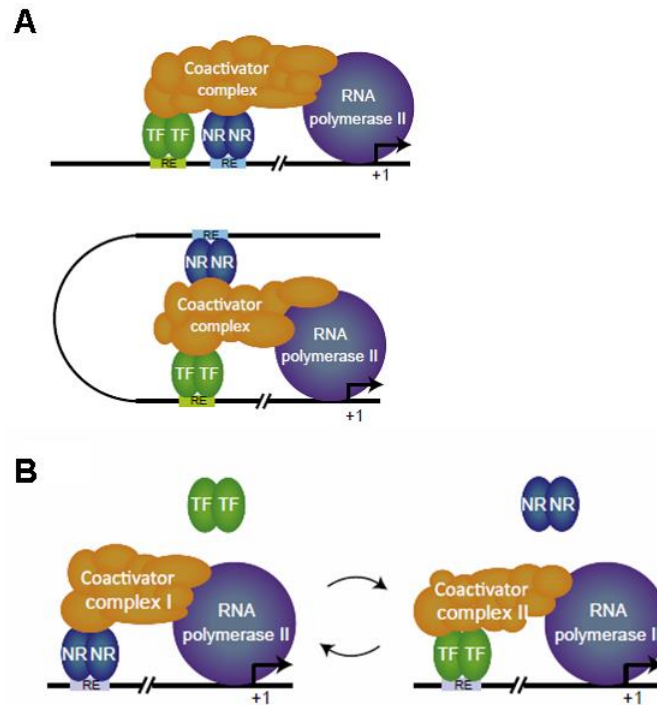 A
Coactivator
complex
RNA
polymerase II
TF TF
NR NR
RE
RE
+1
RE
NR NR
Coactivator
complex
RNA
polymerase II
TF TF
RE
+1
B
TF TF
NR NR
Coactivator
complex I
RNA
polymerase II
NR NR
RE
+1
Coactivator
complex II
RNA
polymerase II
TF TF
RE
+1